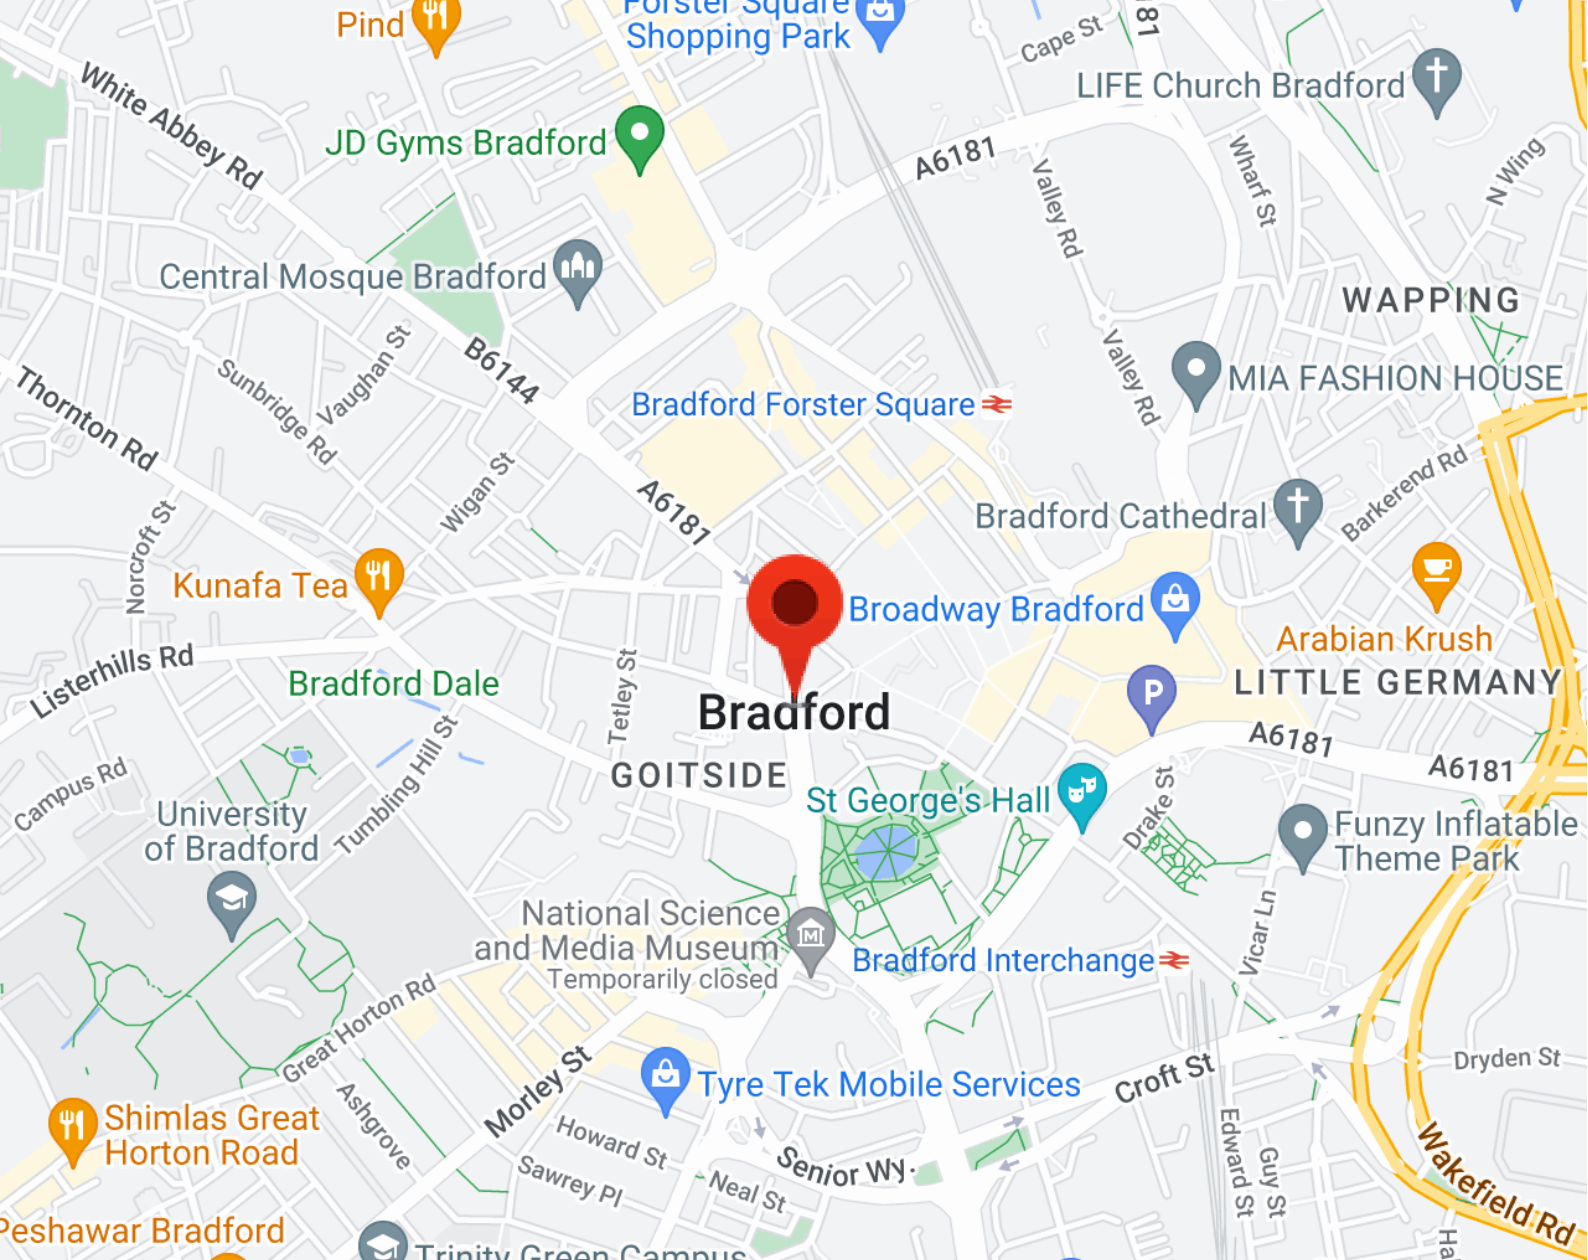 Forster Square
Shopping Park
Pind
181
Cape St
LIFE Church Bradford
White Abbey Rd
JD Gyms Bradford
A6181
Valley Rd
Wharf St
N Wing
Central Mosque Bradford
WAPPING
B6144
Vaughan St
Sunbridge Rd
Thornton Rd
Valley Rd
MIA FASHION HOUSE
Bradford Forster Square
Wigan St
A6181
Barkerend Rd
Bradford Cathedral
Norcroft St
Kunafa Tea
Broadway Bradford
Arabian Krush
Listerhills Rd
Bradford Dale
Tetley St
P
LITTLE GERMANY
Bradford
A6181
A6181
GOITSIDE
Campus Rd
Tumbling Hill St
St George's Hall
Drake St
University
of Bradford
Funzy Inflatable
Theme Park
National Science
and Media Museum
Temporarily closed
M
Bradford Interchange
Vicar Ln
Great Horton Rd
Dryden St
Croft St
Morley St
Tyre Tek Mobile Services
Shimlas Great
Horton Road
Ashgrove
Howard St
Senior Wy.
Sawrey Pl
Neal St
Edward St
Guy St
Wakefield Rd
Peshawar Bradford
Trinity Green Campus
Ha